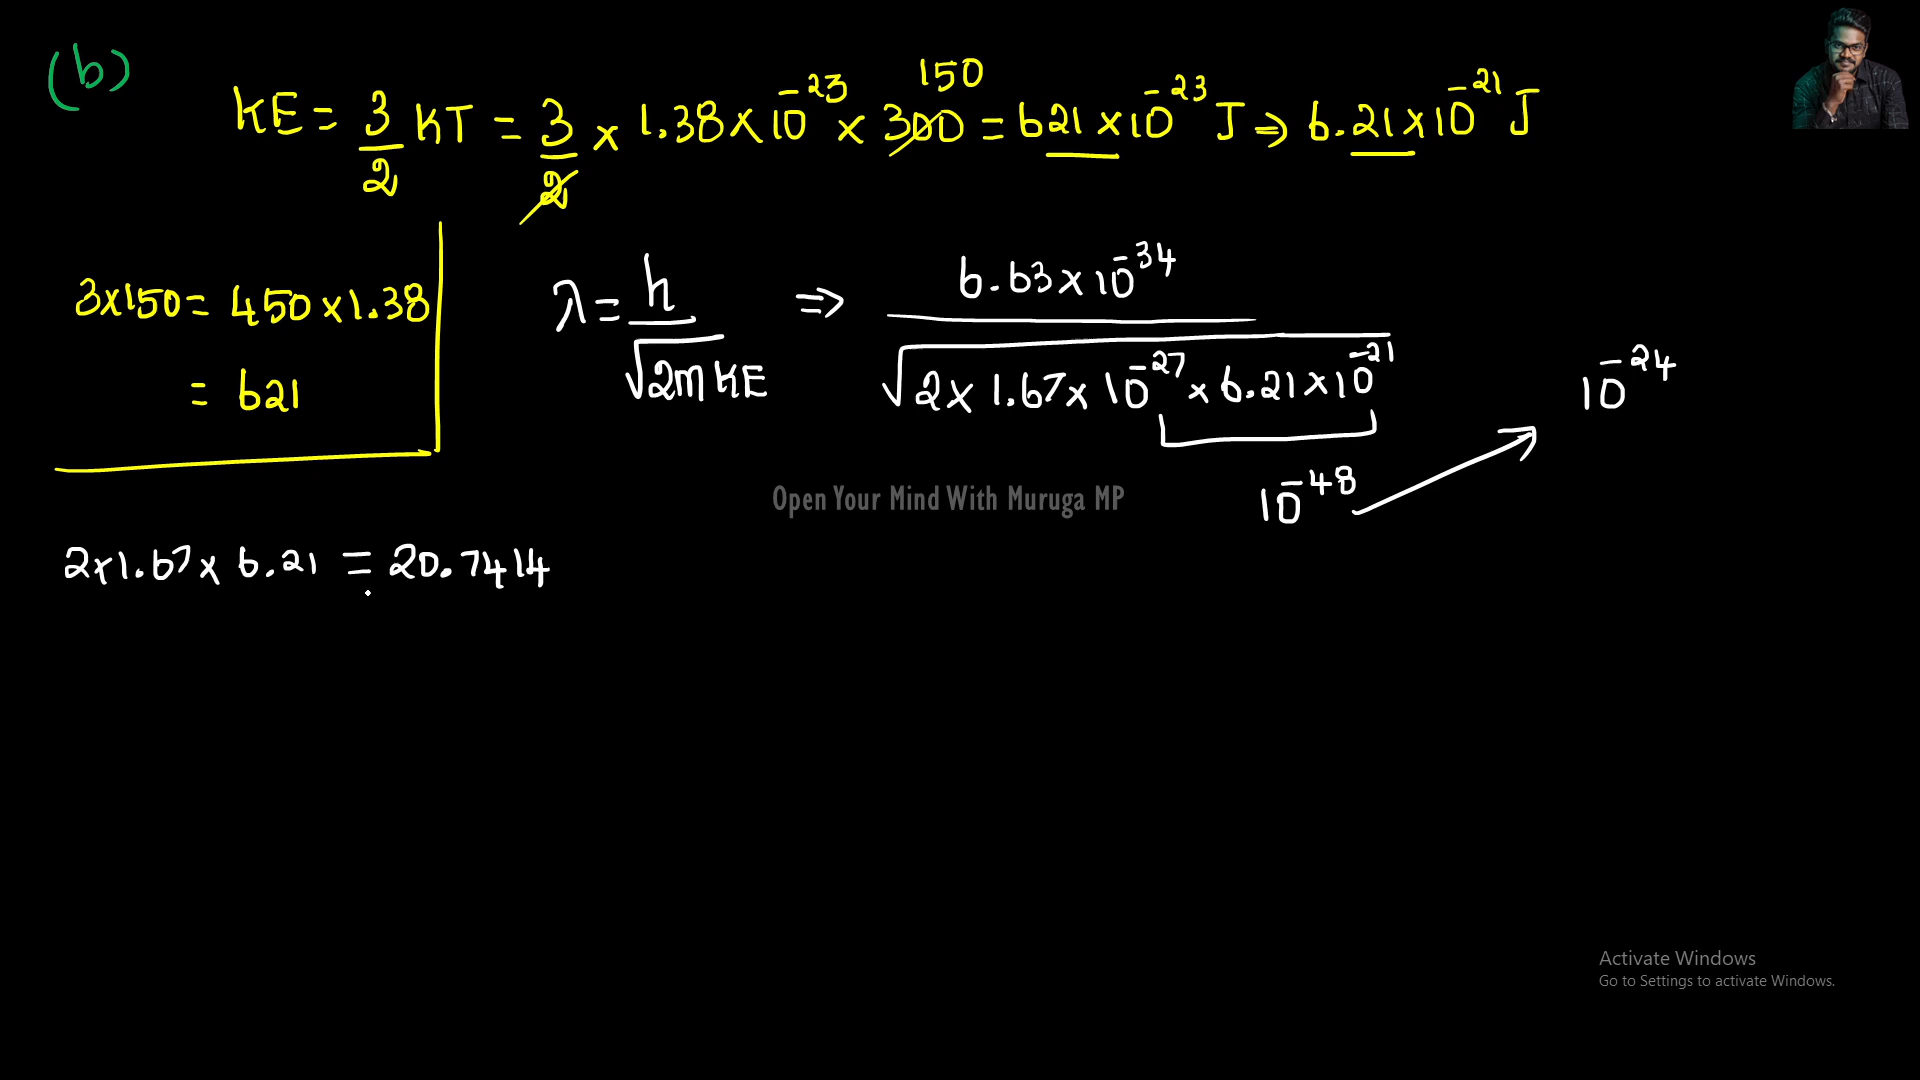 (b)
KE = 3/2 KT = 3/2 × 1.38 × 10⁻²³ × 300 150 = 621 × 10⁻²³ J ⇒ 6.21 × 10⁻²¹ J
3×150 = 450 × 1.38
= 621
λ = h/√2mKE ⇒ 6.63 × 10⁻³⁴ / √2 × 1.67 × 10⁻²⁷ × 6.21 × 10⁻²¹
10⁻²⁴
10⁻⁴⁸
Open Your Mind With Muruga MP
2×1.67× 6.21 = 20.7414
Activate Windows
Go to Settings to activate Windows.